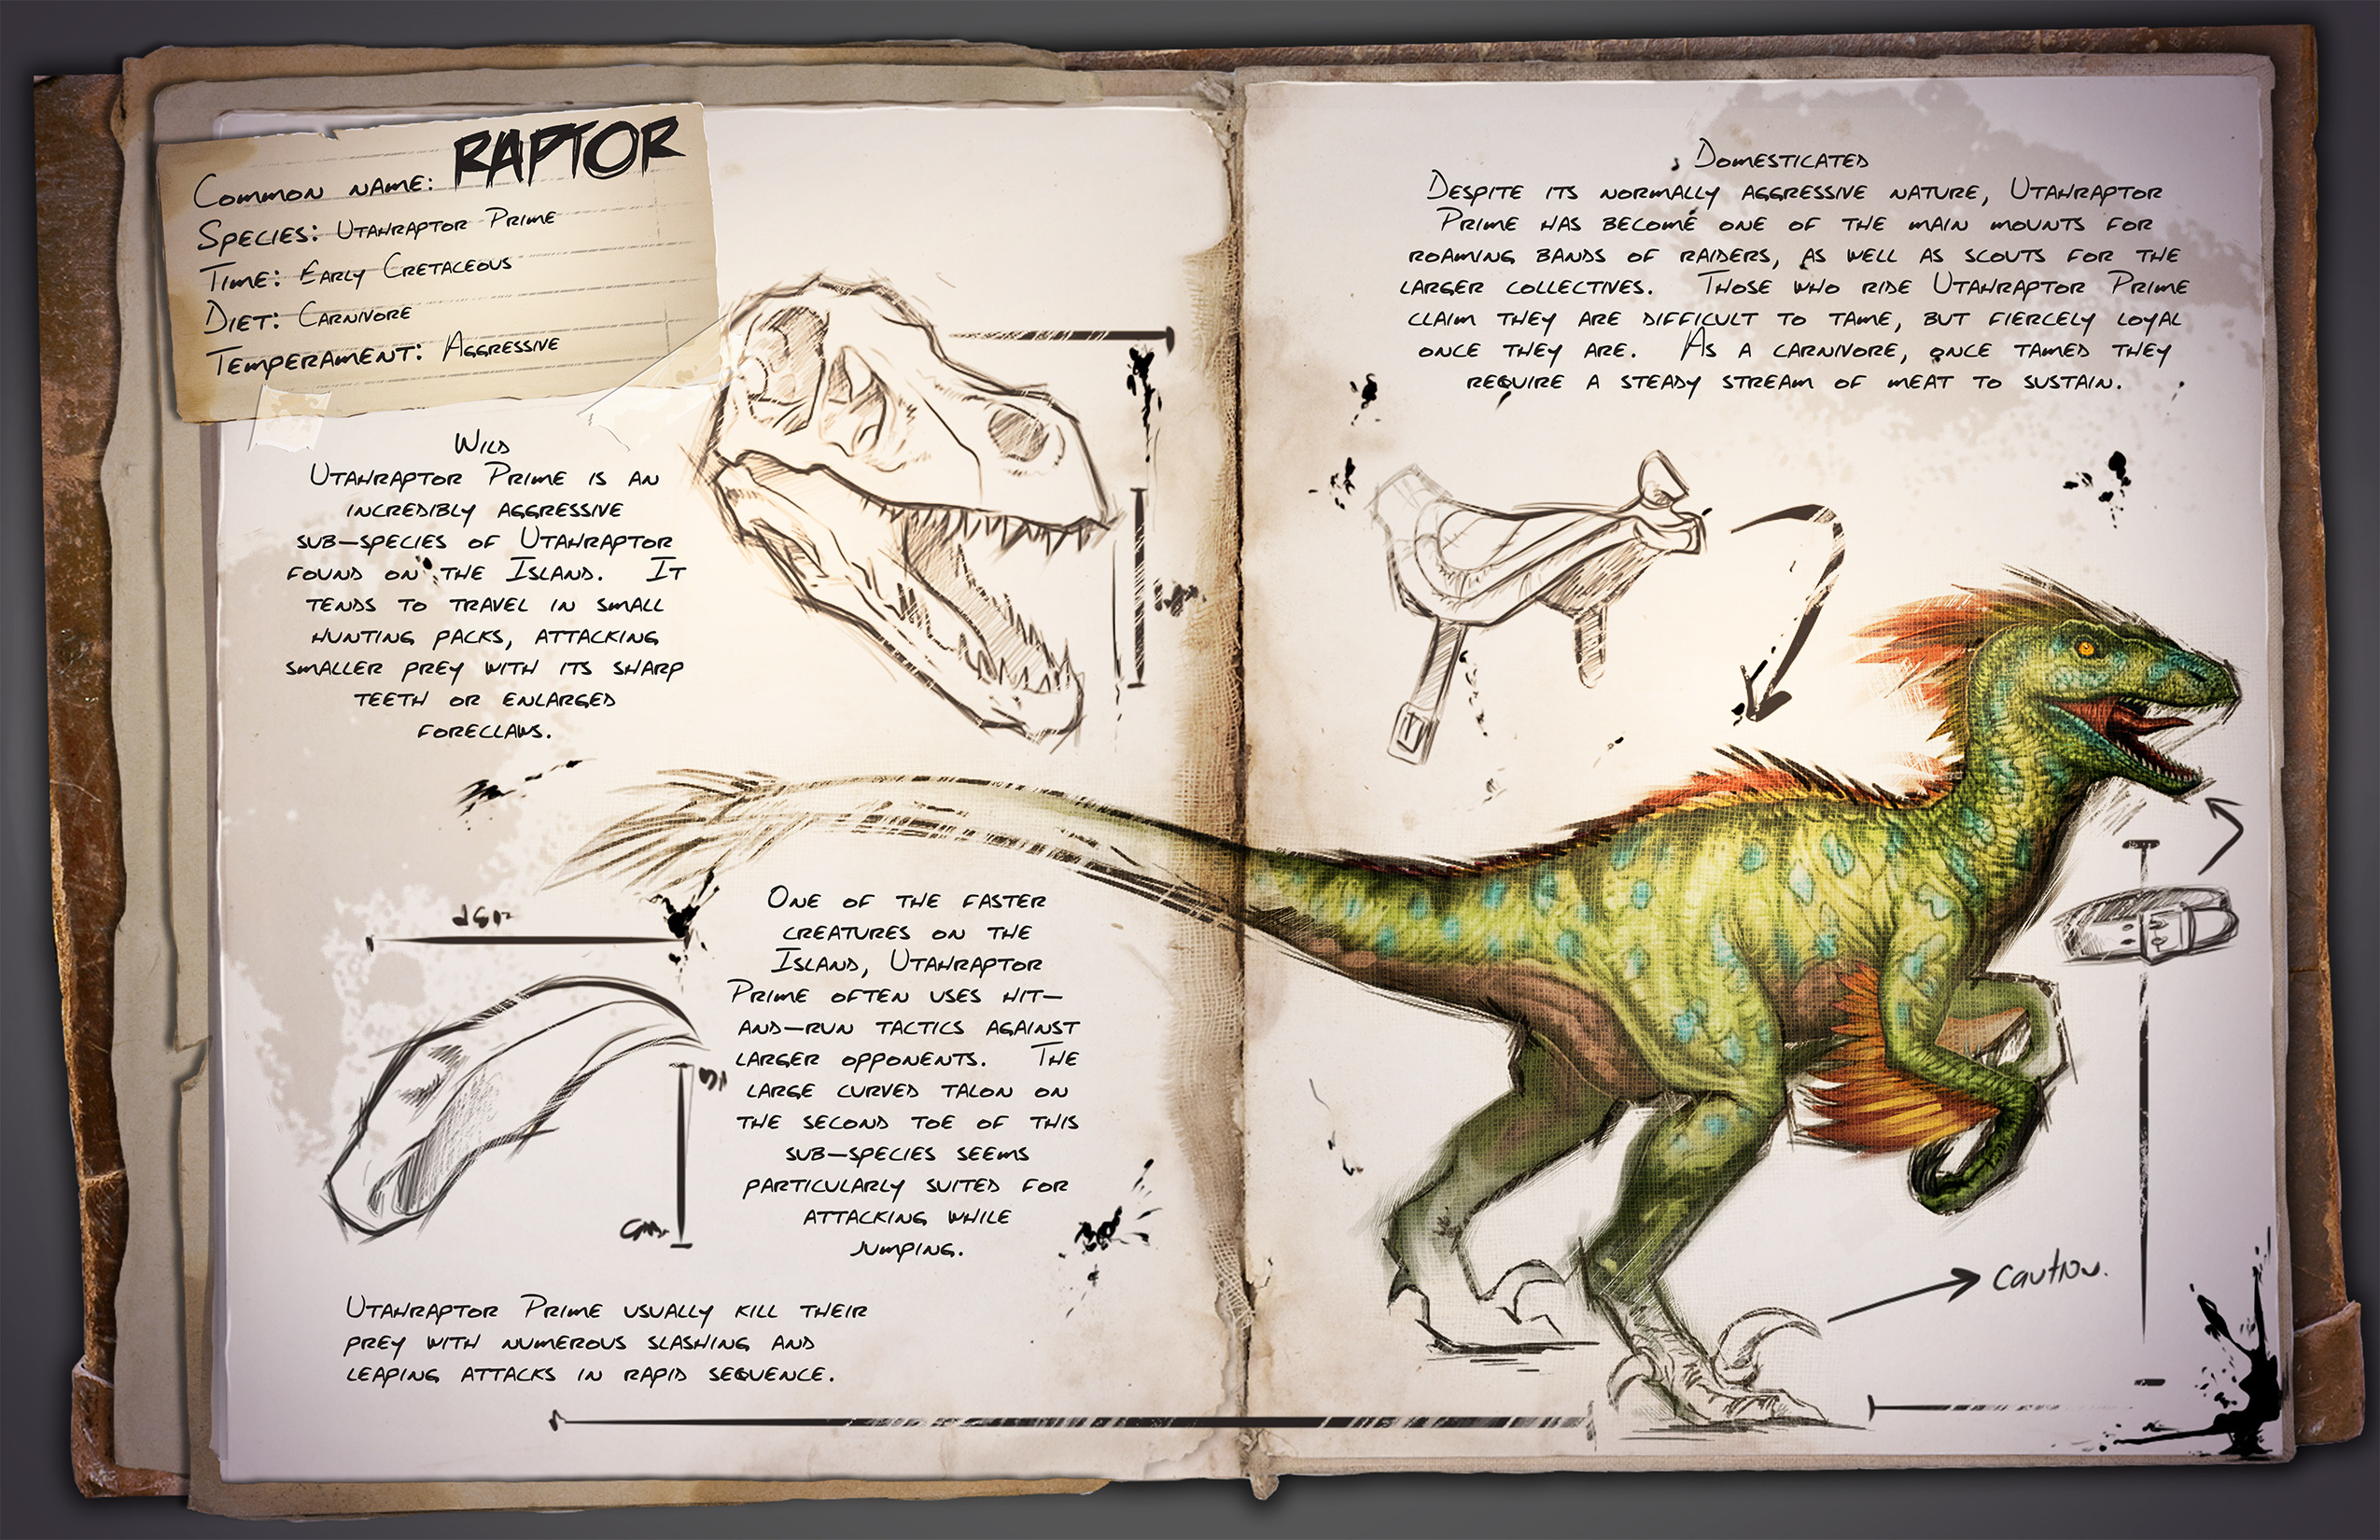 Common name: RAPTOR
Species: Utahraptor Prime
Time: Early Cretaceous
Diet: Carnivore
Temperament: Aggressive
Wild
Utahraptor Prime is an
incredibly aggressive
sub-species of Utahraptor
found on the Island. It
tends to travel in small
hunting packs, attacking
smaller prey with its sharp
teeth or enlarged
foreclaws.
One of the faster
creatures on the
Island, Utahraptor
Prime often uses hit-
and-run tactics against
larger opponents. The
large curved talon on
the second toe of this
sub-species seems
particularly suited for
attacking while
jumping.
Utahraptor Prime usually kill their
prey with numerous slashing and
leaping attacks in rapid sequence.
Domesticated
Despite its normally aggressive nature, Utahraptor
Prime has become one of the main mounts for
roaming bands of raiders, as well as scouts for the
larger collectives. Those who ride Utahraptor Prime
claim they are difficult to tame, but fiercely loyal
once they are. As a carnivore, once tamed they
require a steady stream of meat to sustain.
caution.